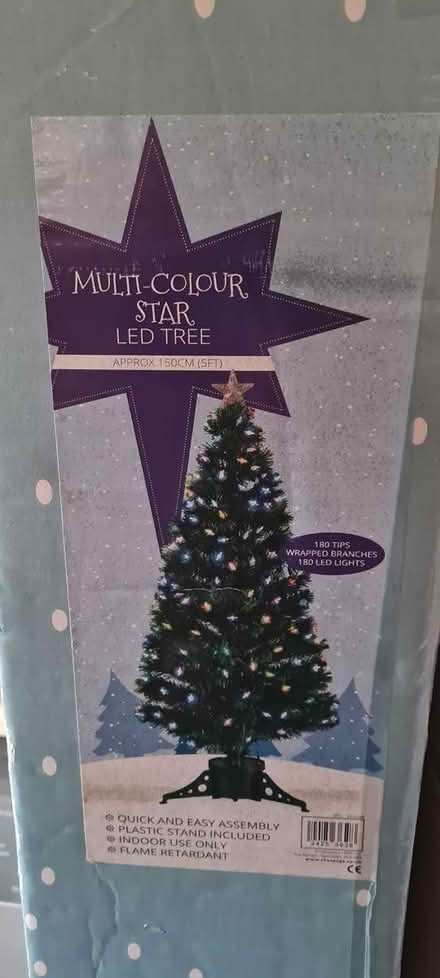 MULTI-COLOUR
STAR
LED TREE
APPROX.150CM (5FT)
180 TIPS
WRAPPED BRANCHES
180 LED LIGHTS
QUICK AND EASY ASSEMBLY
PLASTIC STAND INCLUDED
INDOOR USE ONLY
FLAME RETARDANT
CE